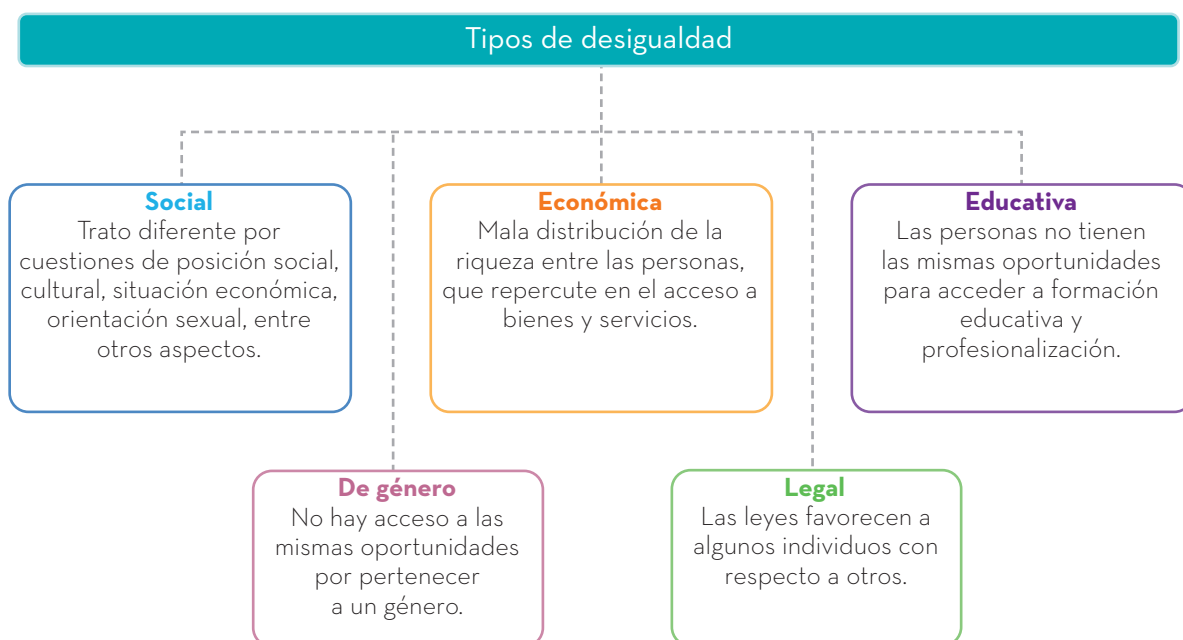 Tipos de desigualdad
Social
Trato diferente por
cuestiones de posición social,
cultural, situación económica,
orientación sexual, entre
otros aspectos.
Económica
Mala distribución de la
riqueza entre las personas,
que repercute en el acceso a
bienes y servicios.
Educativa
Las personas no tienen
las mismas oportunidades
para acceder a formación
educativa y
profesionalización.
De género
No hay acceso a las
mismas oportunidades
por pertenecer
a un género.
Legal
Las leyes favorecen a
algunos individuos con
respecto a otros.